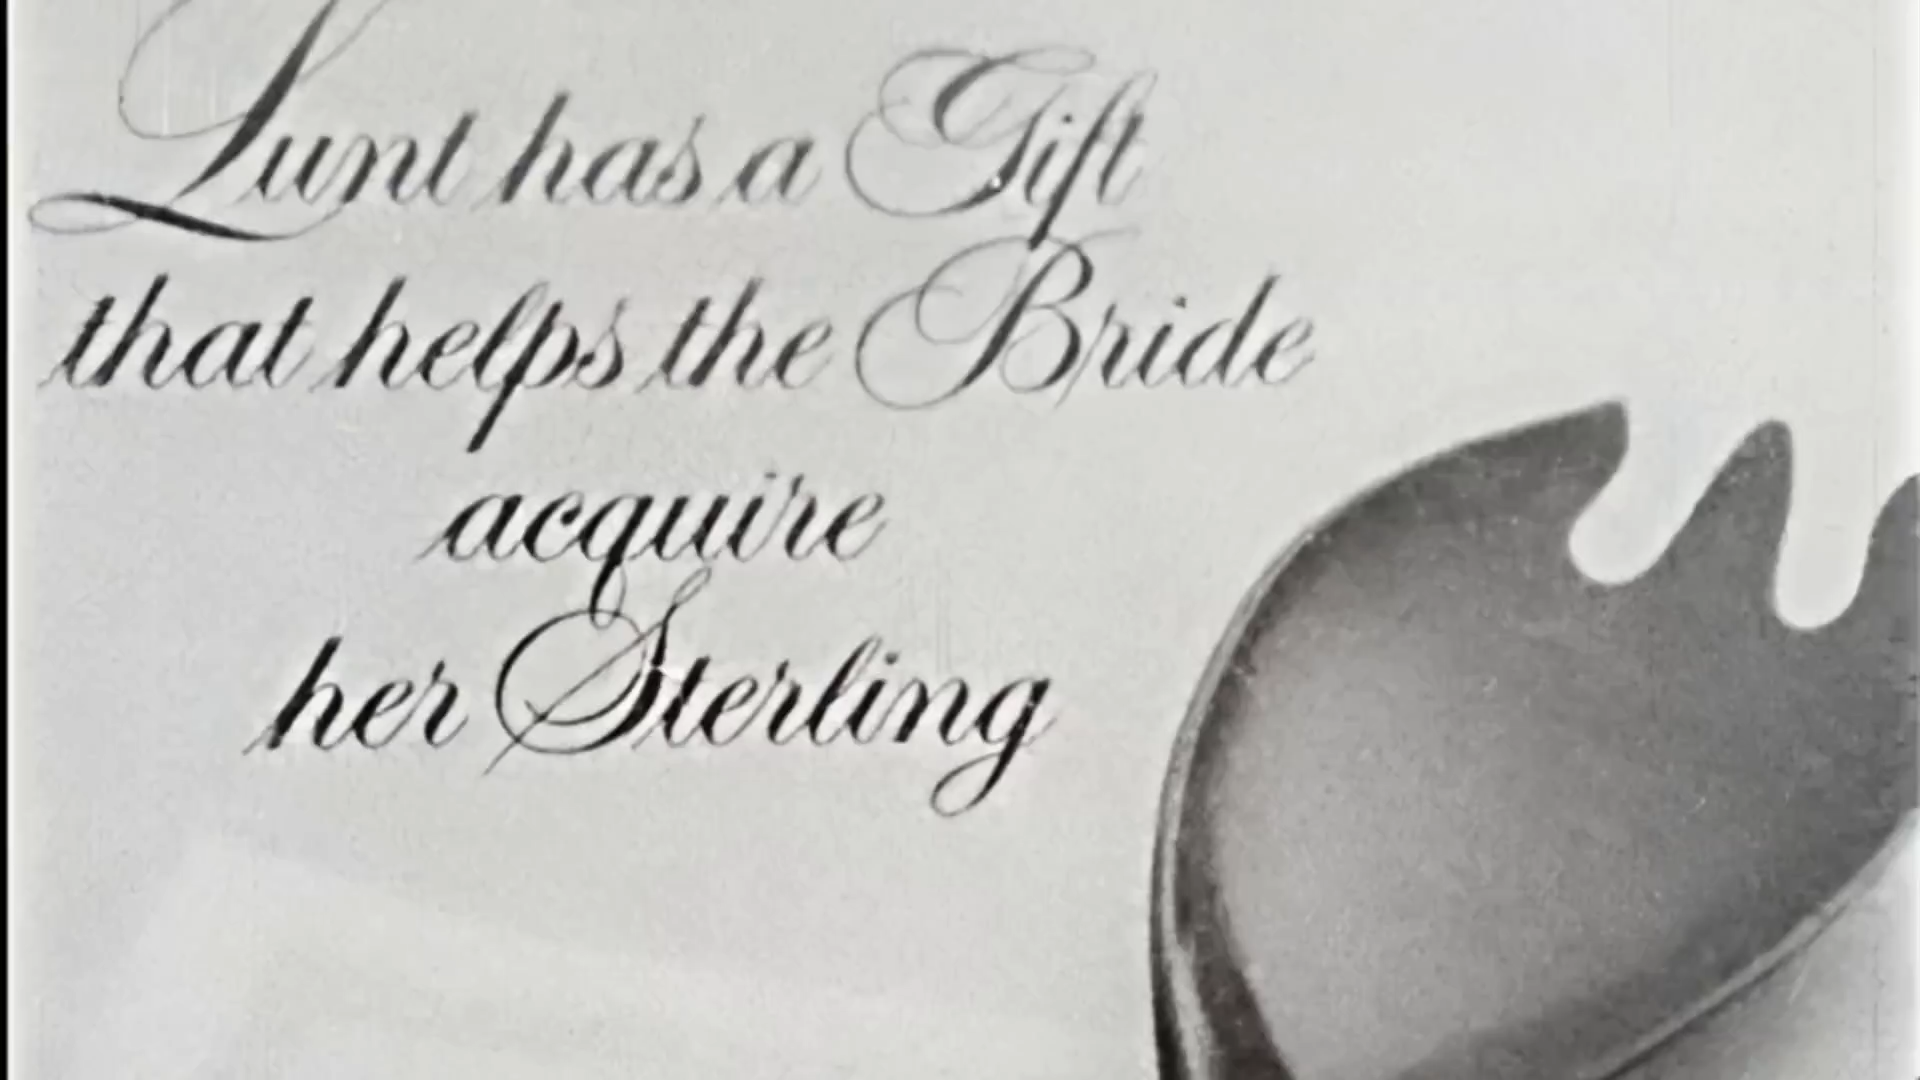 Lunt has a Gift
that helps the Bride
acquire
her Sterling